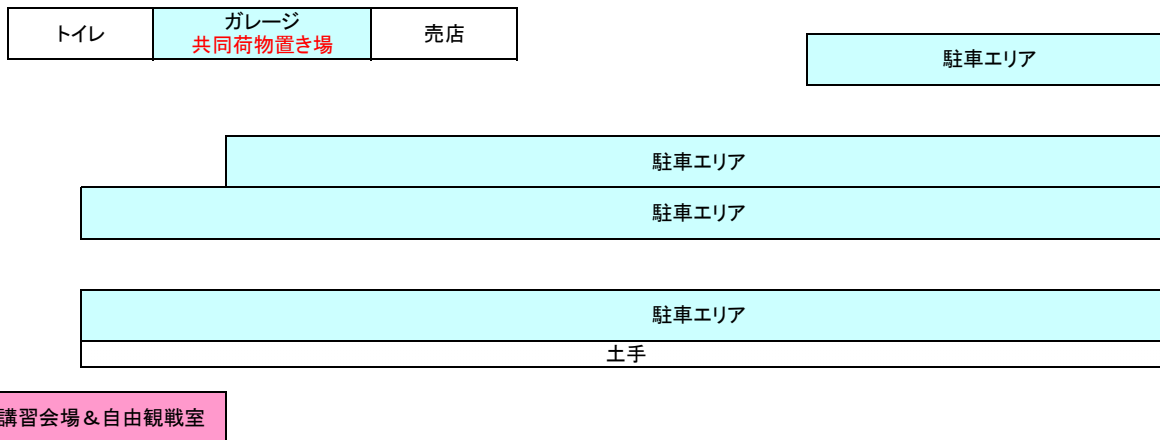 トイレ
ガレージ
共同荷物置き場
売店
駐車エリア
駐車エリア
駐車エリア
駐車エリア
土手
講習会場＆自由観戦室